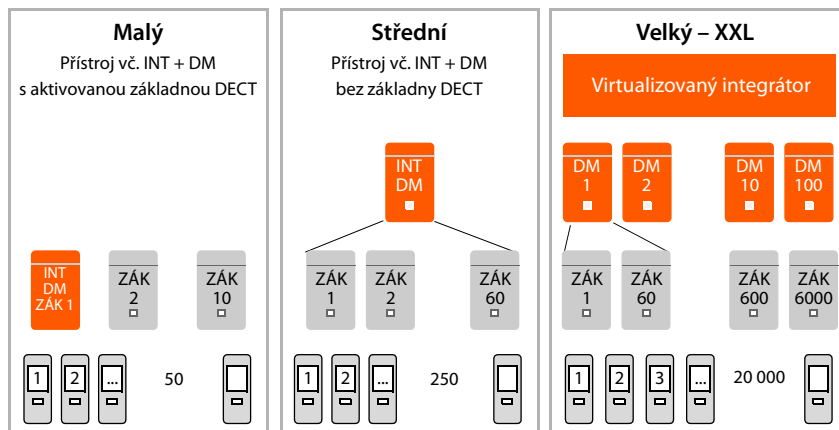 Malý
Přístroj vč. INT + DM
s aktivovanou základnou DECT
INT
DM
ZÁK 1
ZÁK
2
ZÁK
10
1
2
...
50
Střední
Přístroj vč. INT + DM
bez základny DECT
INT
DM
ZÁK
1
ZÁK
2
ZÁK
60
1
2
...
250
Velký – XXL
Virtualizovaný integrátor
DM
1
DM
2
DM
10
DM
100
ZÁK
1
ZÁK
60
ZÁK
600
ZÁK
6000
1
2
3
...
20 000